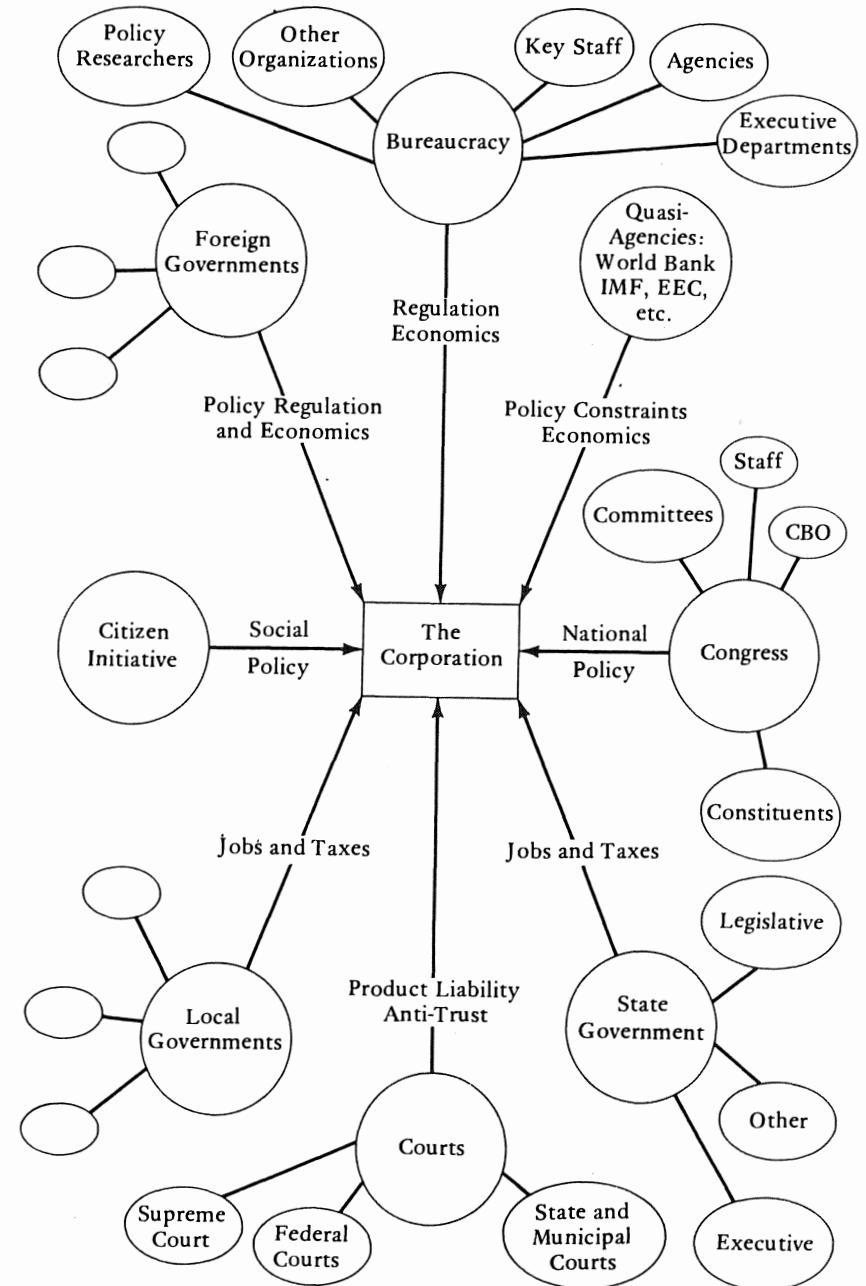 Policy
Researchers
Other
Organizations
Key Staff
Agencies
Executive
Departments
Bureaucracy
Foreign
Governments
Quasi-
Agencies:
World Bank
IMF, EEC,
etc.
Regulation
Economics
Policy Regulation
and Economics
Policy Constraints
Economics
Staff
Committees
CBO
Citizen
Initiative
Social
Policy
The
Corporation
National
Policy
Congress
Constituents
Jobs and Taxes
Jobs and Taxes
Legislative
Product Liability
Anti-Trust
Local
Governments
State
Government
Other
Courts
Supreme
Court
Federal
Courts
State and
Municipal
Courts
Executive